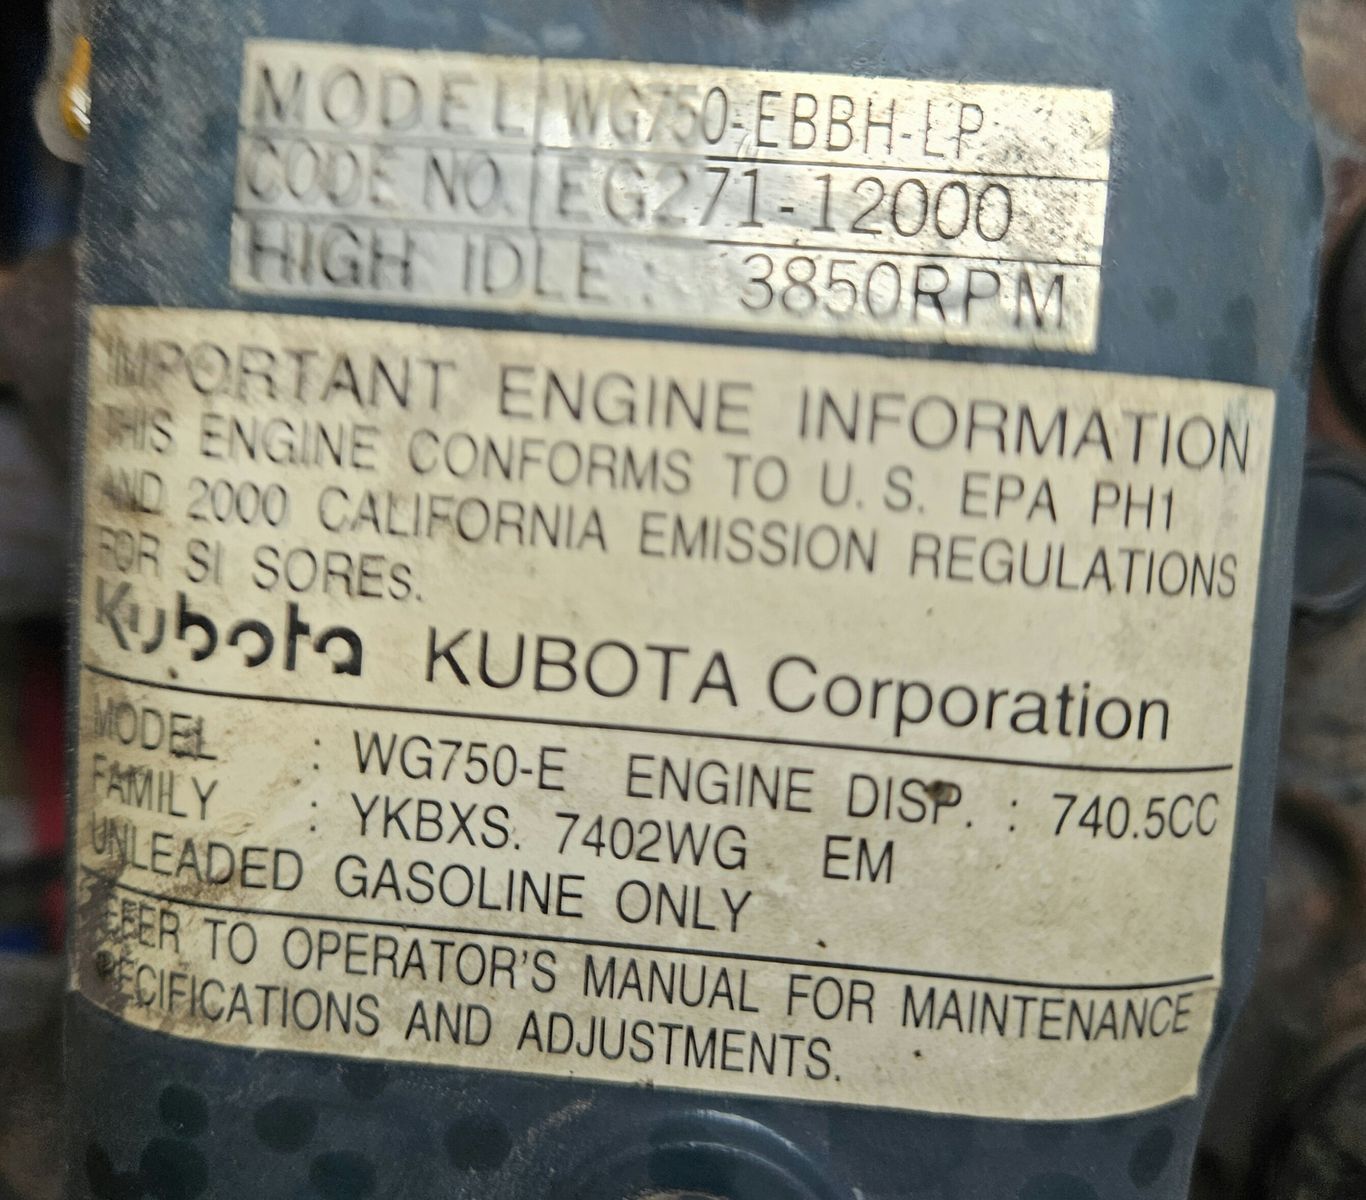 MODEL WG750-EBBH-LP
CODE NO. EG271-12000
HIGH IDLE : 3850RPM
IMPORTANT ENGINE INFORMATION
THIS ENGINE CONFORMS TO U.S. EPA PH1
AND 2000 CALIFORNIA EMISSION REGULATIONS
FOR SI SORES.
Kubota KUBOTA Corporation
MODEL : WG750-E ENGINE DISP. : 740.5CC
FAMILY : YKBXS. 7402WG EM
UNLEADED GASOLINE ONLY
REFER TO OPERATOR'S MANUAL FOR MAINTENANCE
SPECIFICATIONS AND ADJUSTMENTS.